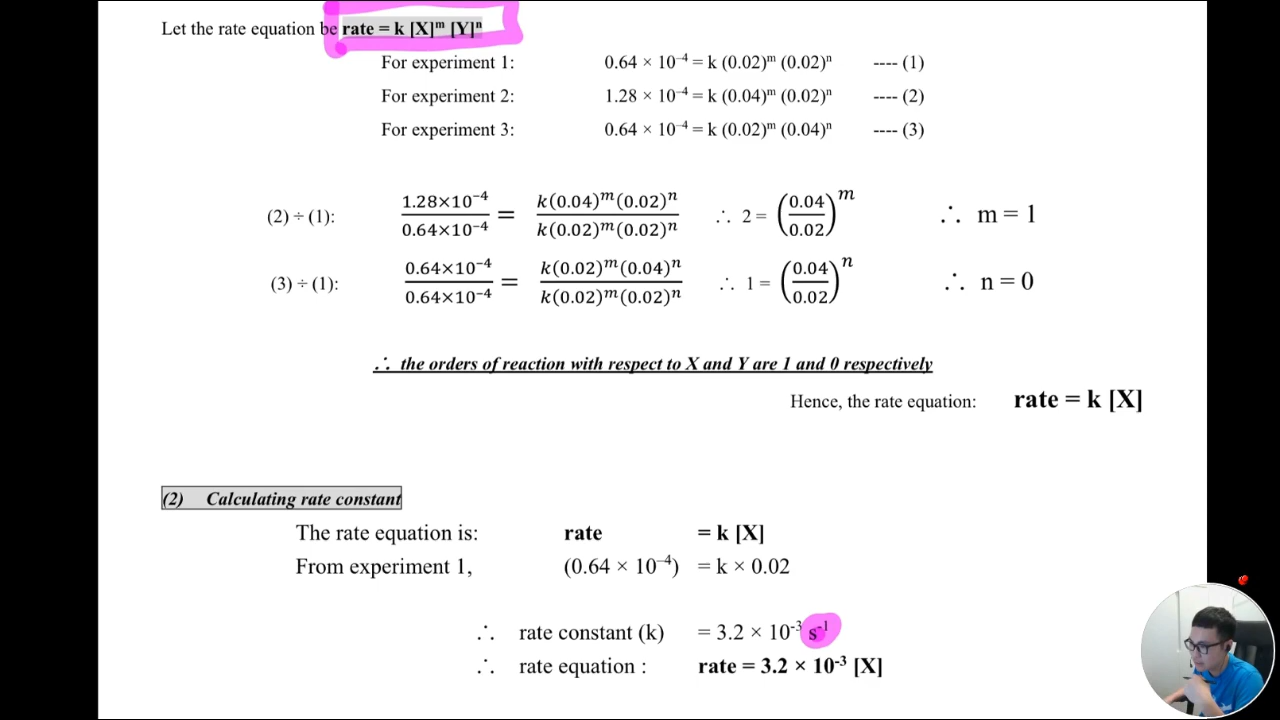 Let the rate equation be rate = k [X]ᵐ [Y]ⁿ
For experiment 1: 0.64 × 10⁻⁴ = k (0.02)ᵐ (0.02)ⁿ ---- (1)
For experiment 2: 1.28 × 10⁻⁴ = k (0.04)ᵐ (0.02)ⁿ ---- (2)
For experiment 3: 0.64 × 10⁻⁴ = k (0.02)ᵐ (0.04)ⁿ ---- (3)
(2) ÷ (1): 1.28×10⁻⁴/0.64×10⁻⁴ = k(0.04)ᵐ(0.02)ⁿ/k(0.02)ᵐ(0.02)ⁿ ∴ 2 = (0.04/0.02)ᵐ ∴ m = 1
(3) ÷ (1): 0.64×10⁻⁴/0.64×10⁻⁴ = k(0.02)ᵐ(0.04)ⁿ/k(0.02)ᵐ(0.02)ⁿ ∴ 1 = (0.04/0.02)ⁿ ∴ n = 0
∴ the orders of reaction with respect to X and Y are 1 and 0 respectively
Hence, the rate equation: rate = k [X]
(2) Calculating rate constant
The rate equation is: rate = k [X]
From experiment 1, (0.64 × 10⁻⁴) = k × 0.02
∴ rate constant (k) = 3.2 × 10⁻³ s⁻¹
∴ rate equation : rate = 3.2 × 10⁻³ [X]